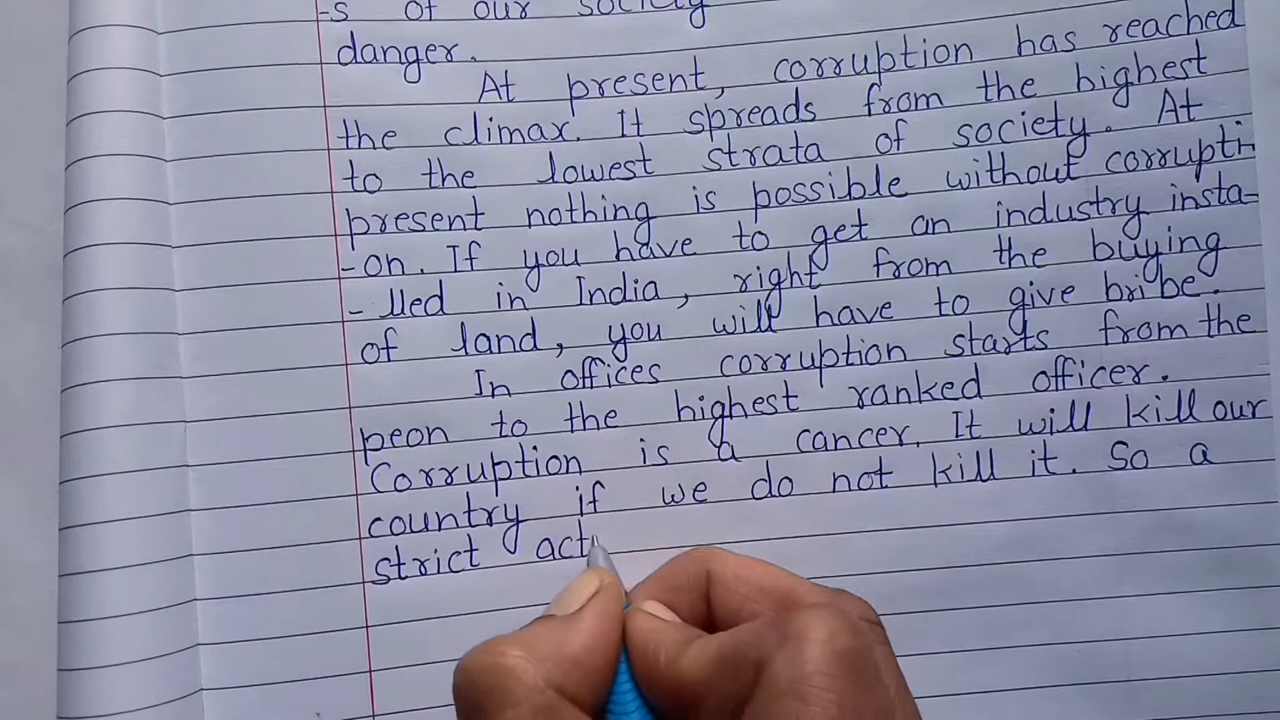 -s of our society
danger.
At present, corruption has reached
the climax. It spreads from the highest
to the lowest strata of society. At
present nothing is possible without corrupti
-on. If you have to get an industry insta-
-lled in India, right from the buying
of land, you will have to give bribe.
In offices corruption starts from the
peon to the highest ranked officer.
Corruption is a cancer. It will kill our
country if we do not kill it. So a
strict act